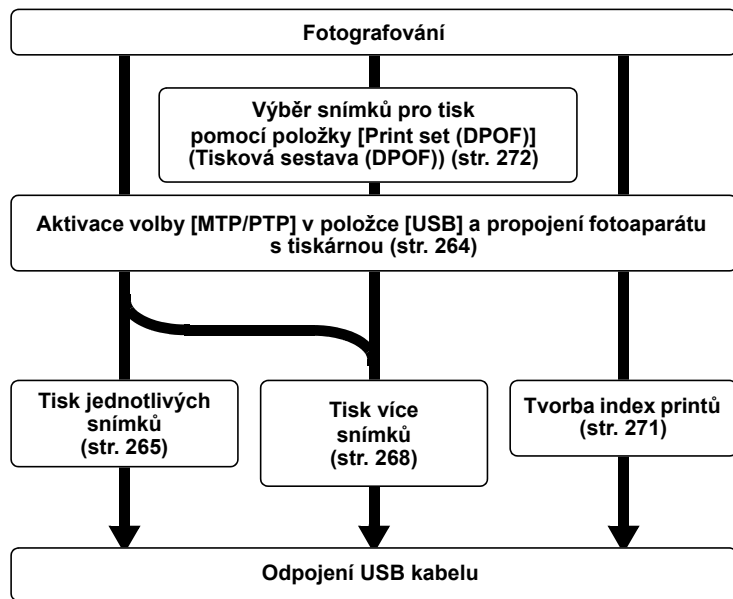 Fotografování
Výběr snímků pro tisk
pomocí položky [Print set (DPOF)]
(Tisková sestava (DPOF)) (str. 272)
Aktivace volby [MTP/PTP] v položce [USB] a propojení fotoaparátu
s tiskárnou (str. 264)
Tisk jednotlivých
snímků
(str. 265)
Tisk více
snímků
(str. 268)
Tvorba index printů
(str. 271)
Odpojení USB kabelu